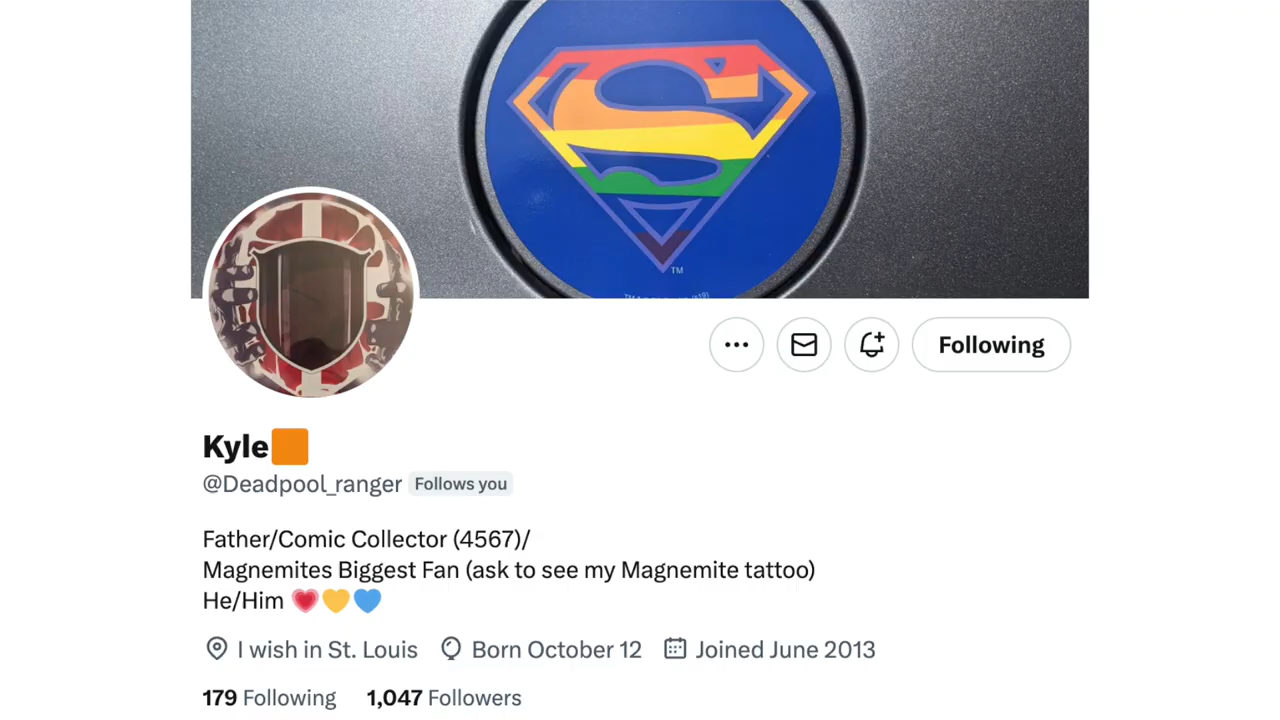 S
TM
Kyle
@Deadpool_ranger Follows you
Following
Father/Comic Collector (4567)/
Magnemites Biggest Fan (ask to see my Magnemite tattoo)
He/Him
I wish in St. Louis Born October 12 Joined June 2013
179 Following 1,047 Followers